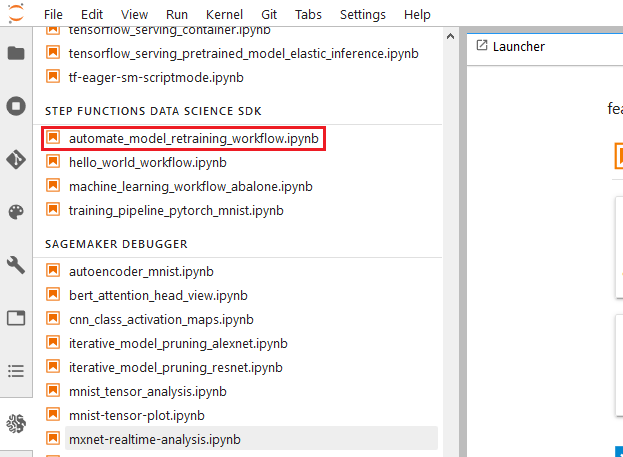 File Edit View Run Kernel Git Tabs Settings Help
tensorflow_serving_container.ipynb
tensorflow_serving_pretrained_model_elastic_inference.ipynb
tf-eager-sm-scriptmode.ipynb
STEP FUNCTIONS DATA SCIENCE SDK
automate_model_retraining_workflow.ipynb
hello_world_workflow.ipynb
machine_learning_workflow_abalone.ipynb
training_pipeline_pytorch_mnist.ipynb
SAGEMAKER DEBUGGER
autoencoder_mnist.ipynb
bert_attention_head_view.ipynb
cnn_class_activation_maps.ipynb
iterative_model_pruning_alexnet.ipynb
iterative_model_pruning_resnet.ipynb
mnist_tensor_analysis.ipynb
mnist-tensor-plot.ipynb
mxnet-realtime-analysis.ipynb
Launcher
fea